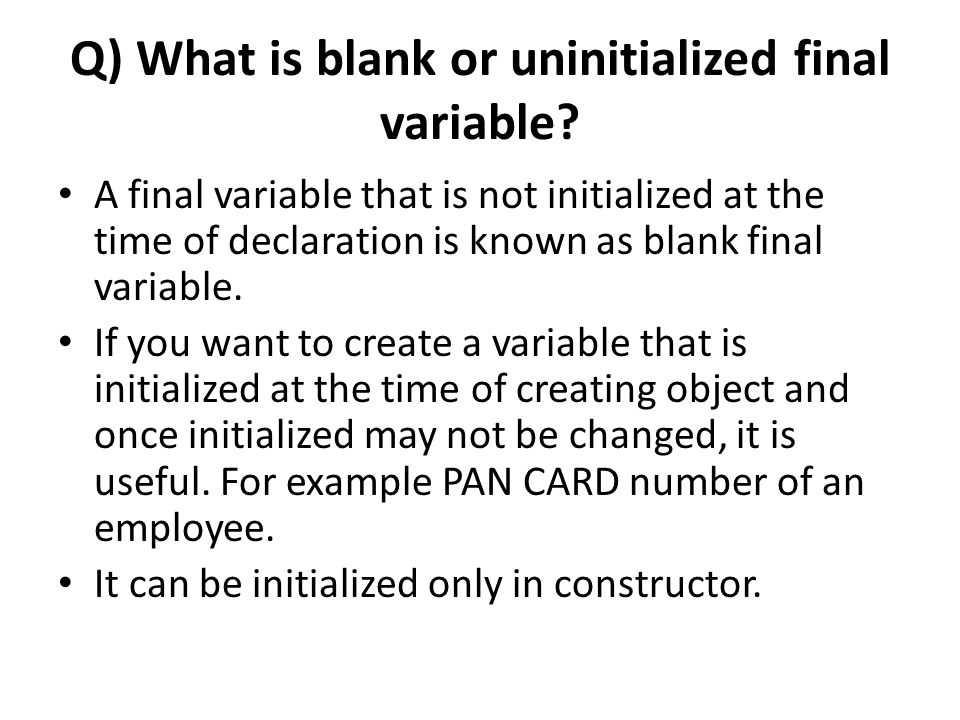 Q) What is blank or uninitialized final
variable?
• A final variable that is not initialized at the
time of declaration is known as blank final
variable.
• If you want to create a variable that is
initialized at the time of creating object and
once initialized may not be changed, it is
useful. For example PAN CARD number of an
employee.
• It can be initialized only in constructor.